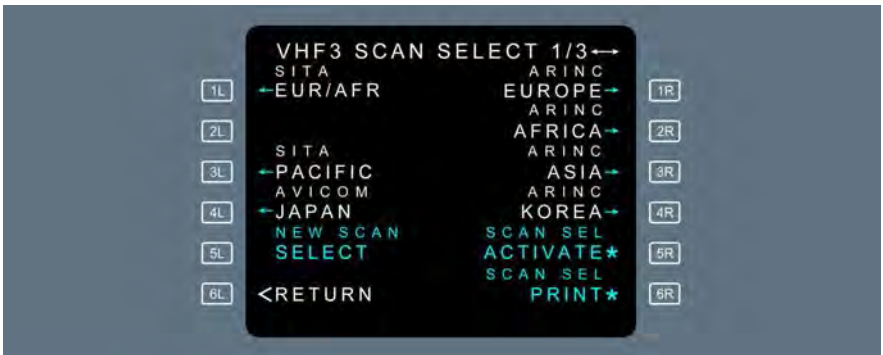 VHF3 SCAN SELECT 1/3↔
SITA ARINC
1L ←EUR/AFR EUROPE→ 1R
ARINC
2L AFRICA→ 2R
SITA ARINC
3L ←PACIFIC ASIA→ 3R
AVICOM ARINC
4L ←JAPAN KOREA→ 4R
NEW SCAN SCAN SEL
5L SELECT ACTIVATE* 5R
SCAN SEL
6L <RETURN PRINT* 6R